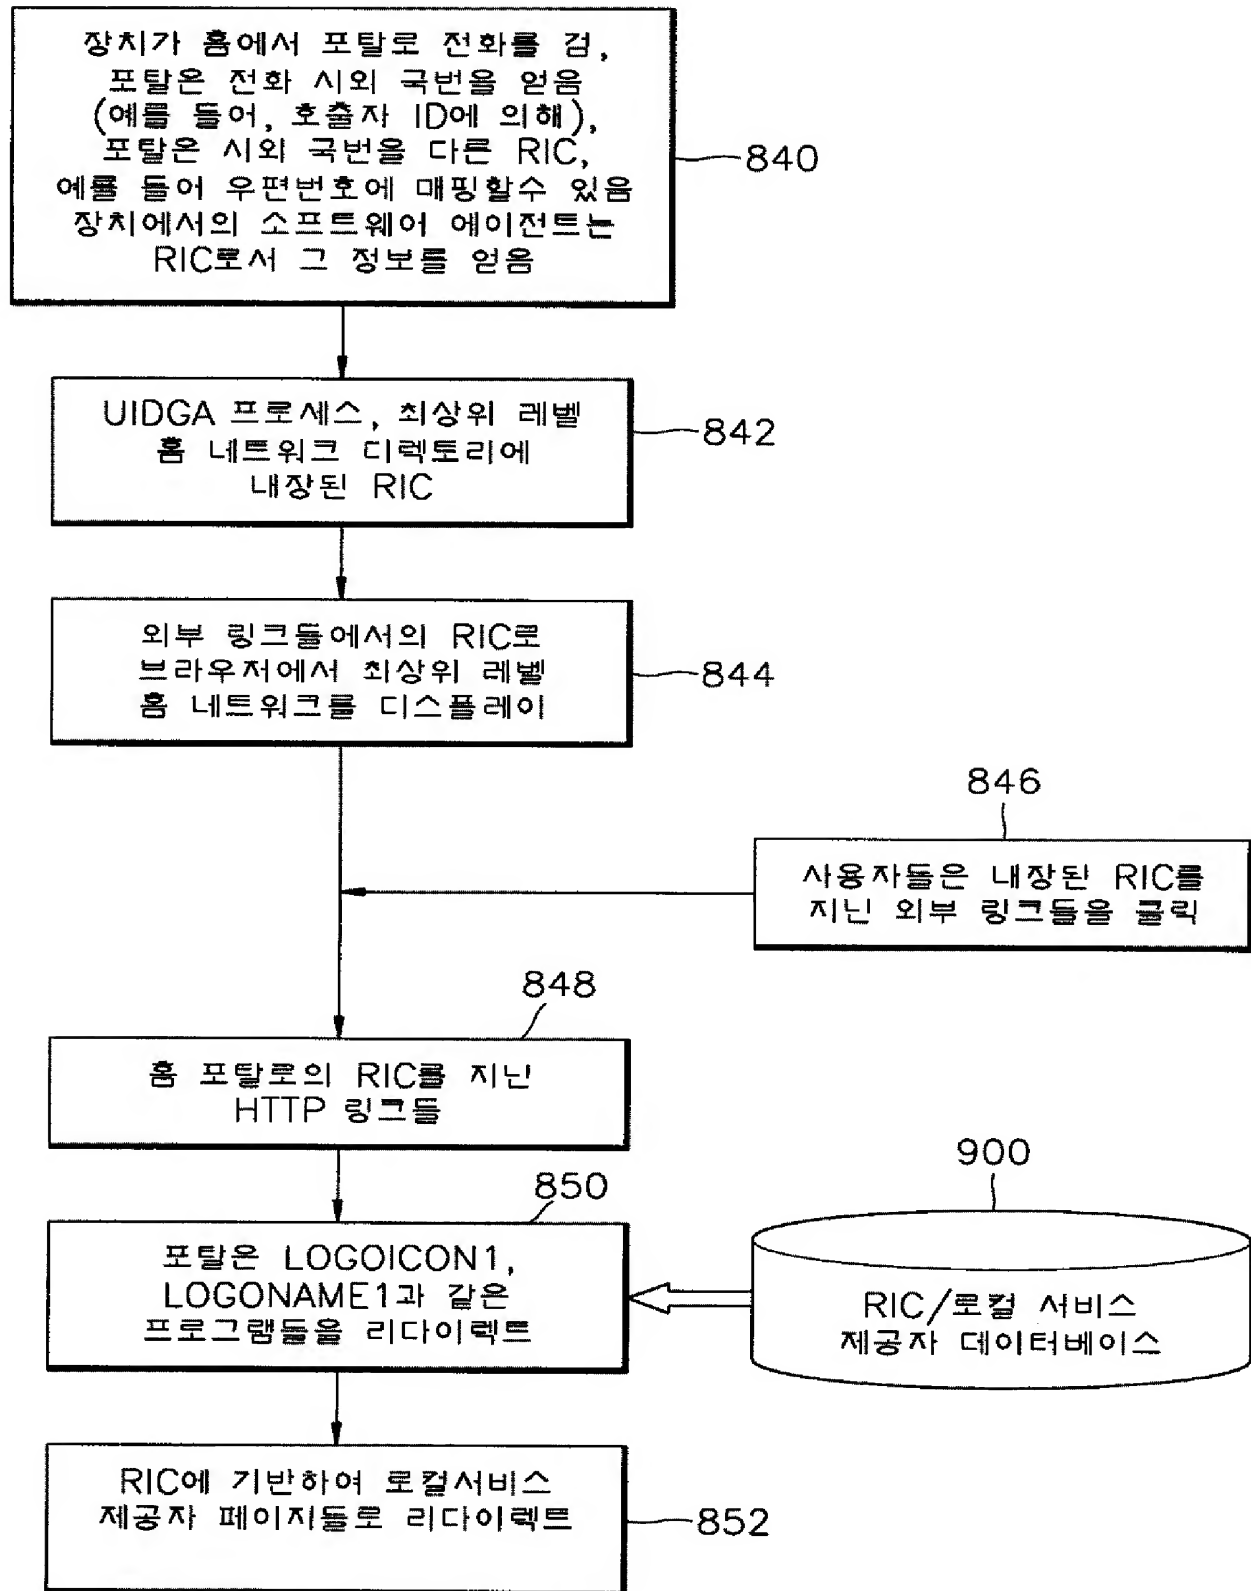 장치가 홈에서 포탈로 전화를 검,
포탈은 전화 시외 국번을 얻음
(예를 들어, 호출자 ID에 의해),
포탈은 시외 국번을 다른 RIC,
예를 들어 우편번호에 매핑할수 있음
장치에서의 소프트웨어 에이전트는
RIC로서 그 정보를 얻음
840
UIDGA 프로세스, 최상위 레벨
홈 네트워크 디렉토리에
내장된 RIC
842
외부 링크들에서의 RIC로
브라우저에서 최상위 레벨
홈 네트워크를 디스플레이
844
846
사용자들은 내장된 RIC를
지닌 외부 링크들을 클릭
848
홈 포탈로의 RIC를 지닌
HTTP 링크들
850
포탈은 LOGOICON1,
LOGONAME1과 같은
프로그램들을 리다이렉트
900
RIC/로컬 서비스
제공자 데이터베이스
RIC에 기반하여 로컬서비스
제공자 페이지들로 리다이렉트
852